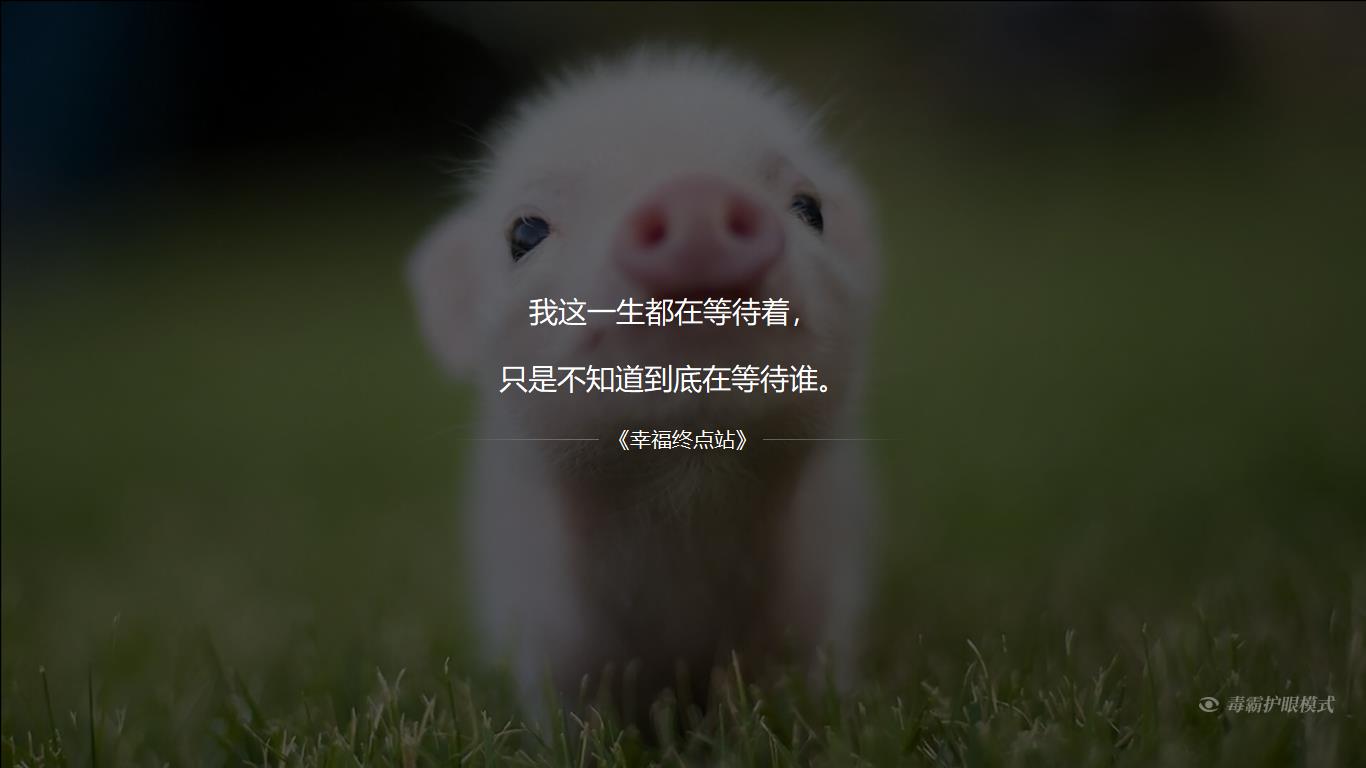 我这一生都在等待着，
只是不知道到底在等待谁。
《幸福终点站》
毒霸护眼模式